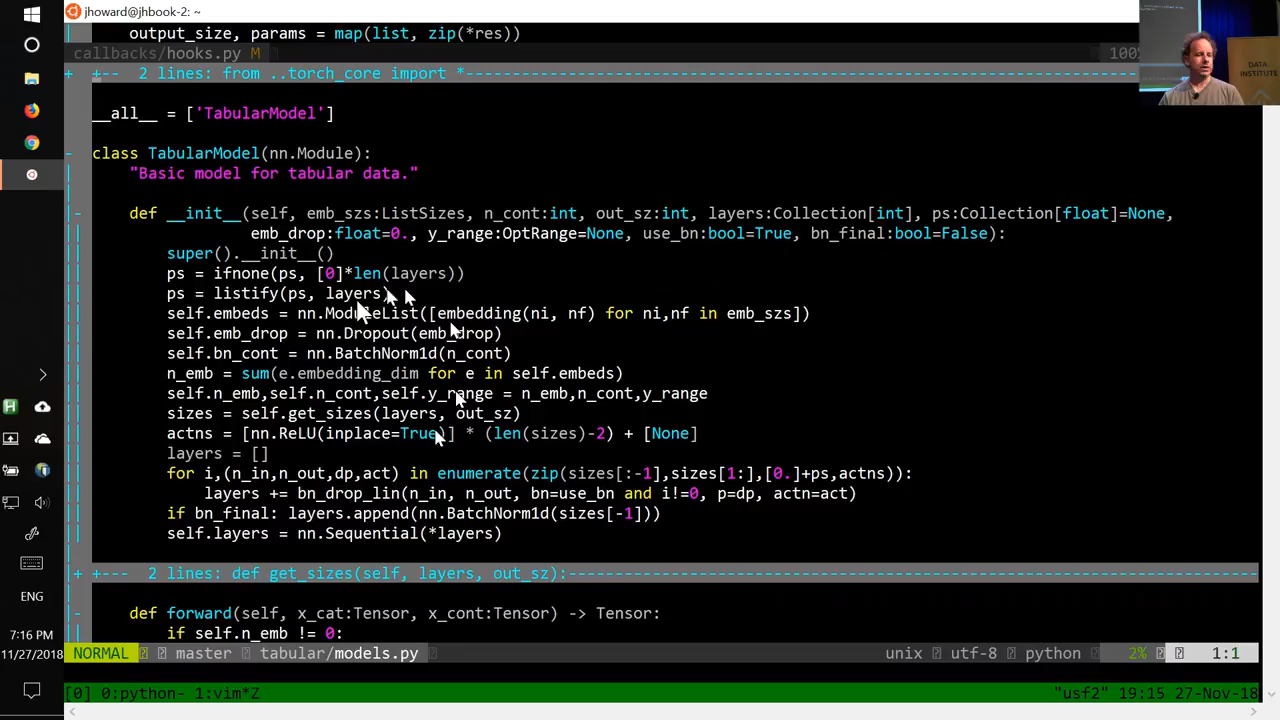 jhoward@jhbook-2: ~
output_size, params = map(list, zip(*res))
callbacks/hooks.py M 100%
+ +-- 2 lines: from ..torch_core import *
__all__ = ['TabularModel']
class TabularModel(nn.Module):
"Basic model for tabular data."
def __init__(self, emb_szs:ListSizes, n_cont:int, out_sz:int, layers:Collection[int], ps:Collection[float]=None,
emb_drop:float=0., y_range:OptRange=None, use_bn:bool=True, bn_final:bool=False):
super().__init__()
ps = ifnone(ps, [0]*len(layers))
ps = listify(ps, layers)
self.embeds = nn.ModuleList([embedding(ni, nf) for ni,nf in emb_szs])
self.emb_drop = nn.Dropout(emb_drop)
self.bn_cont = nn.BatchNorm1d(n_cont)
n_emb = sum(e.embedding_dim for e in self.embeds)
self.n_emb,self.n_cont,self.y_range = n_emb,n_cont,y_range
sizes = self.get_sizes(layers, out_sz)
actns = [nn.ReLU(inplace=True)] * (len(sizes)-2) + [None]
layers = []
for i,(n_in,n_out,dp,act) in enumerate(zip(sizes[:-1],sizes[1:],[0.]+ps,actns)):
layers += bn_drop_lin(n_in, n_out, bn=use_bn and i!=0, p=dp, actn=act)
if bn_final: layers.append(nn.BatchNorm1d(sizes[-1]))
self.layers = nn.Sequential(*layers)
+ +--- 2 lines: def get_sizes(self, layers, out_sz):
def forward(self, x_cat:Tensor, x_cont:Tensor) -> Tensor:
if self.n_emb != 0:
NORMAL master tabular/models.py unix utf-8 python 2% 1:1
[0] 0:python- 1:vim*Z "usf2" 19:15 27-Nov-18
DATA
INSTITUTE
ENG
7:16 PM
11/27/2018